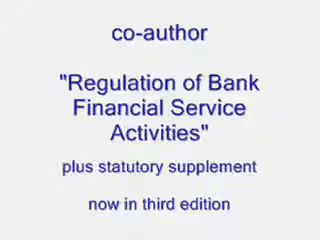 co-author
"Regulation of Bank
Financial Service
Activities"
plus statutory supplement
now in third edition